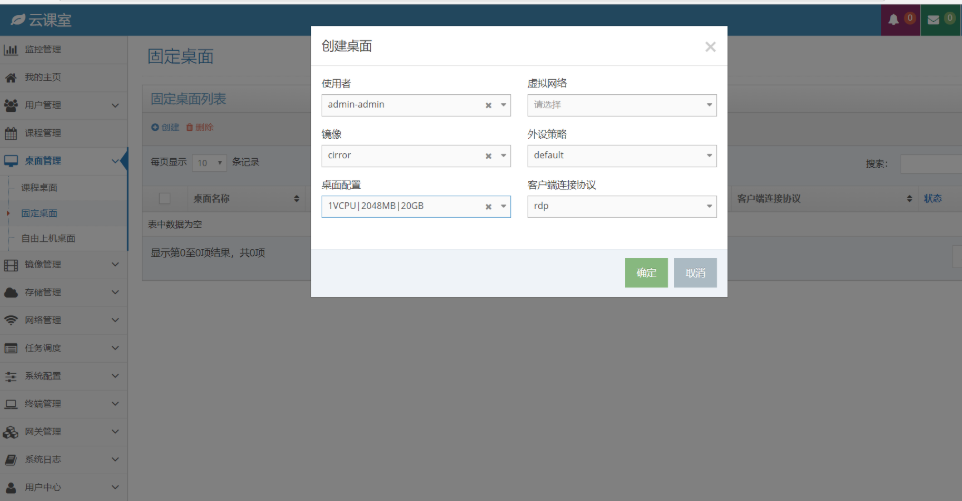 云课室
0
0
监控管理
我的主页
用户管理
课程管理
桌面管理
课程桌面
固定桌面
自由上机桌面
镜像管理
存储管理
网络管理
任务调度
系统配置
终端管理
网关管理
系统日志
用户中心
固定桌面
固定桌面列表
创建 删除
每页显示 10 条记录
搜索:
桌面名称
客户端连接协议
状态
表中数据为空
显示第0至0项结果，共0项
创建桌面
×
使用者
虚拟网络
admin-admin
请选择
镜像
外设策略
cirror
default
桌面配置
客户端连接协议
1VCPU|2048MB|20GB
rdp
确定
取消